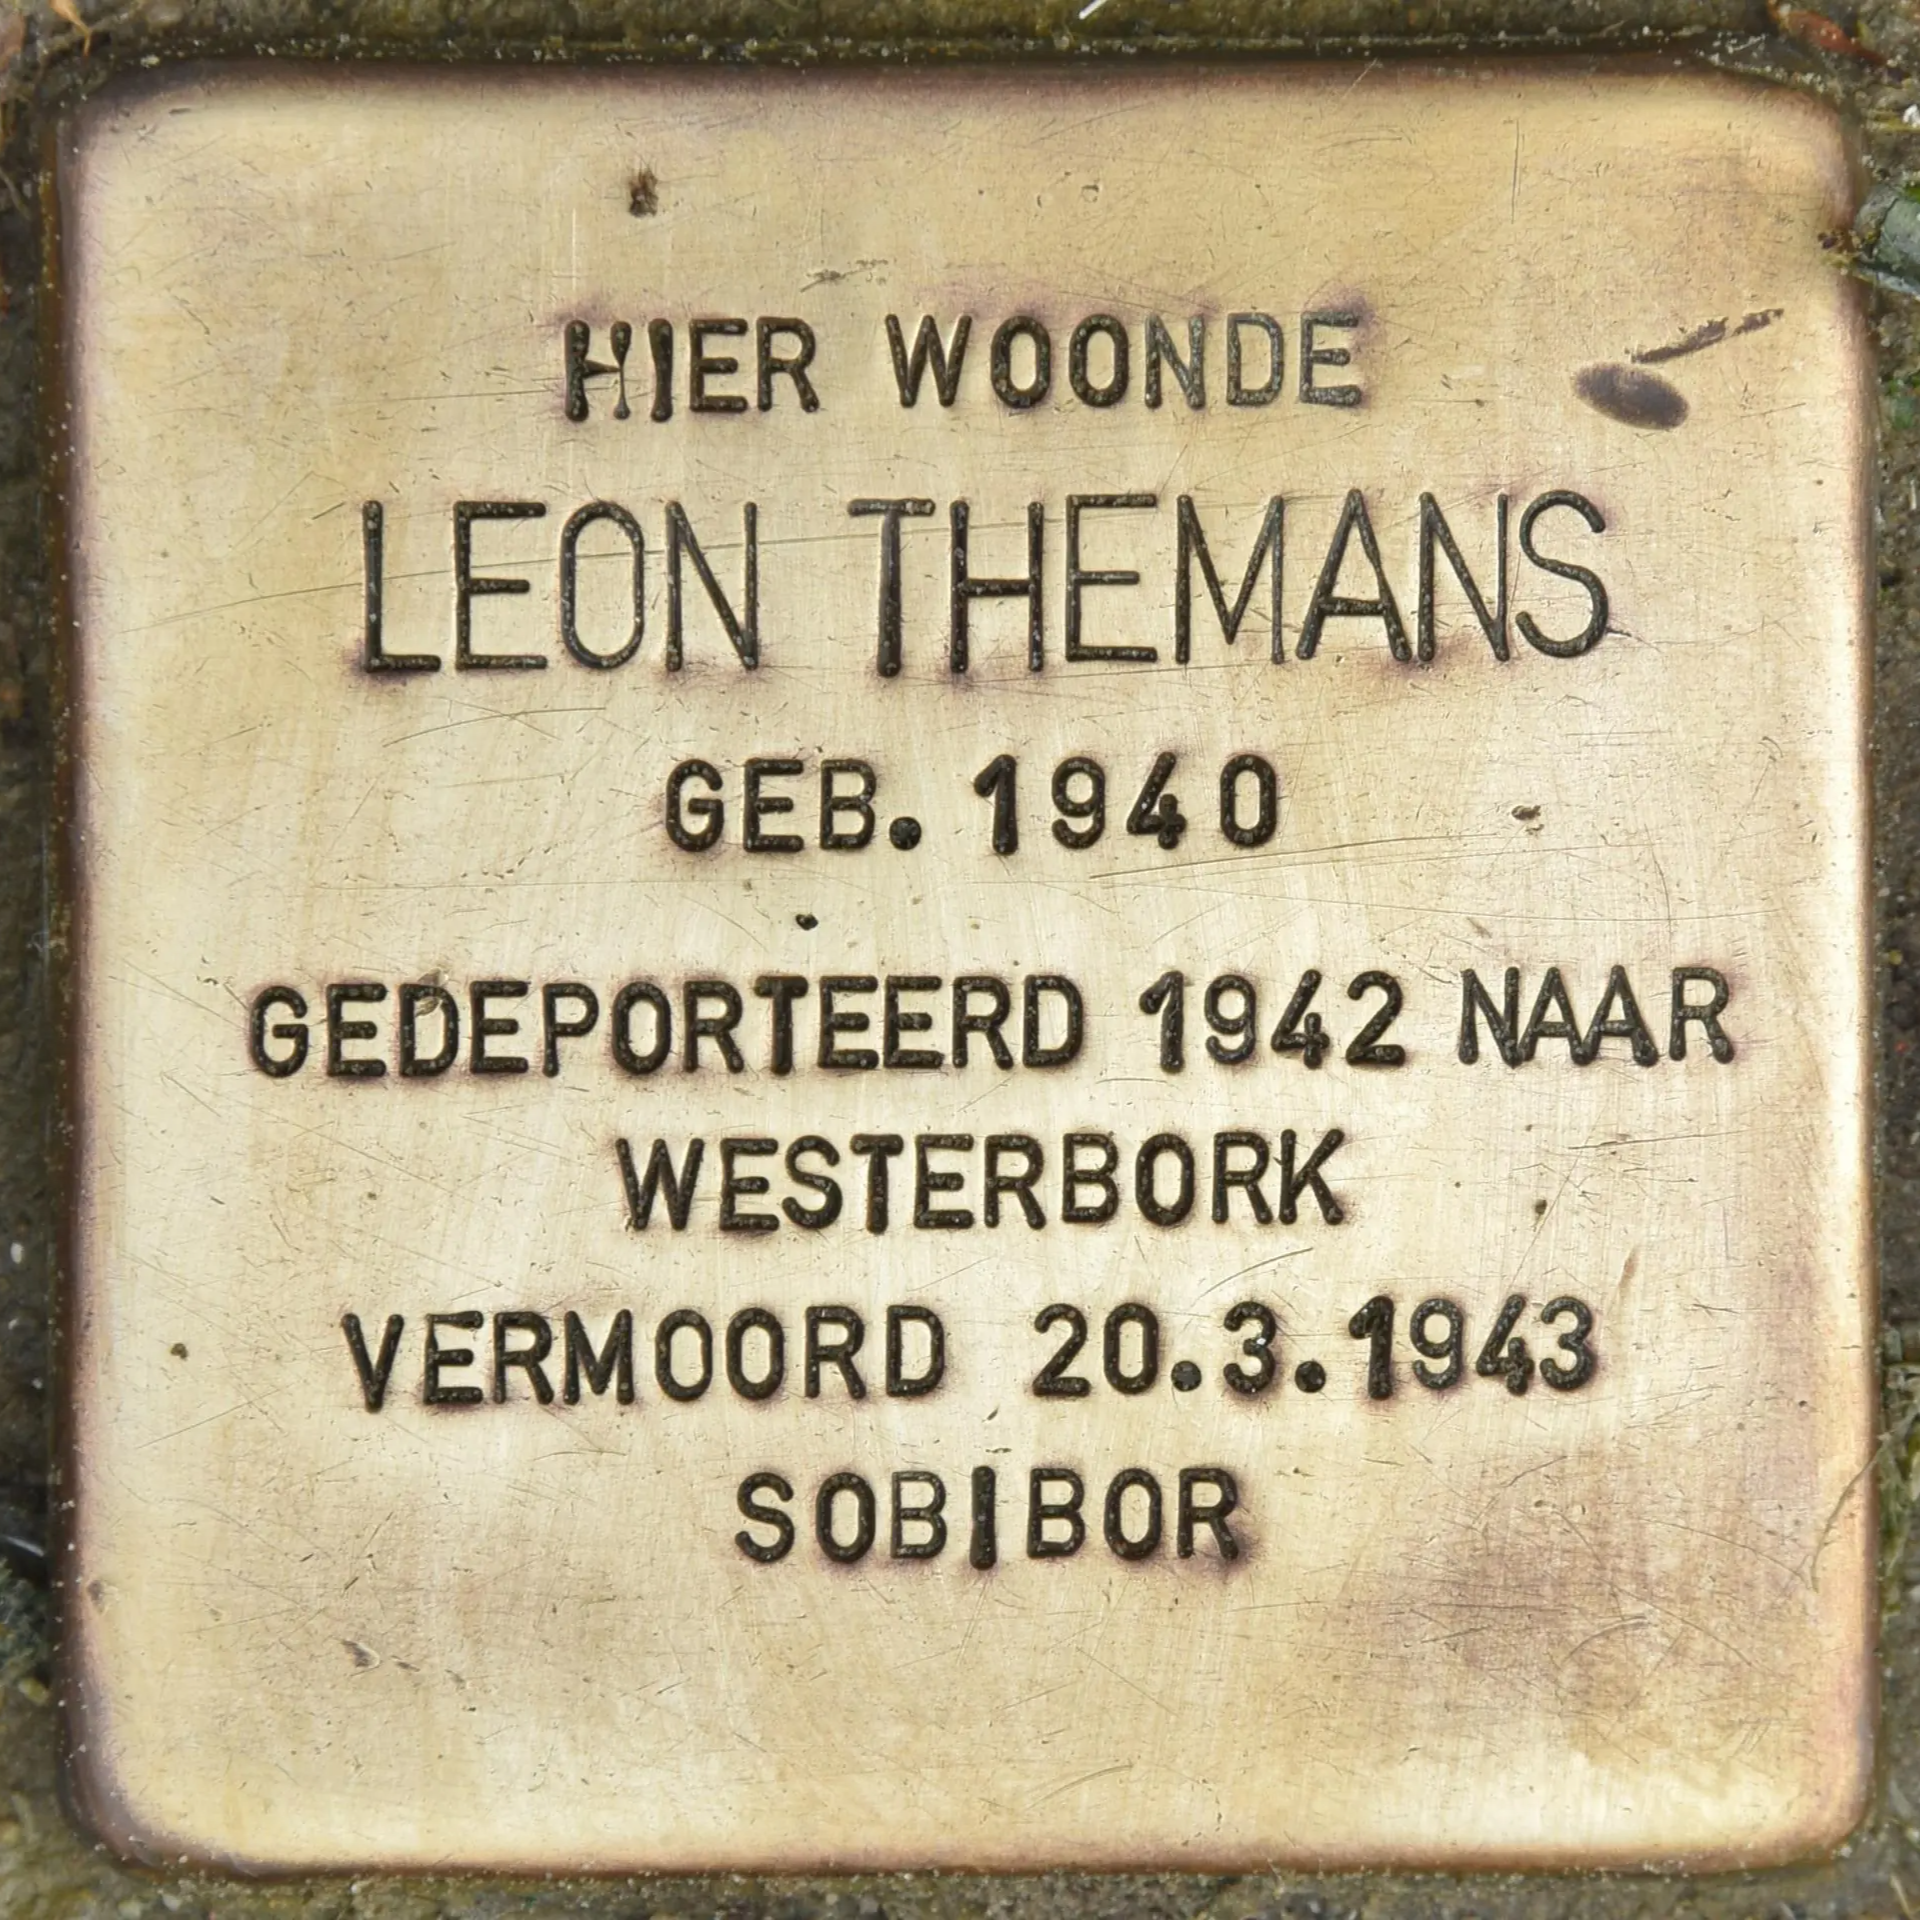 HIER WOONDE
LEON THEMANS
GEB. 1940
GEDEPORTEERD 1942 NAAR
WESTERBORK
VERMOORD 20.3.1943
SOBIBOR